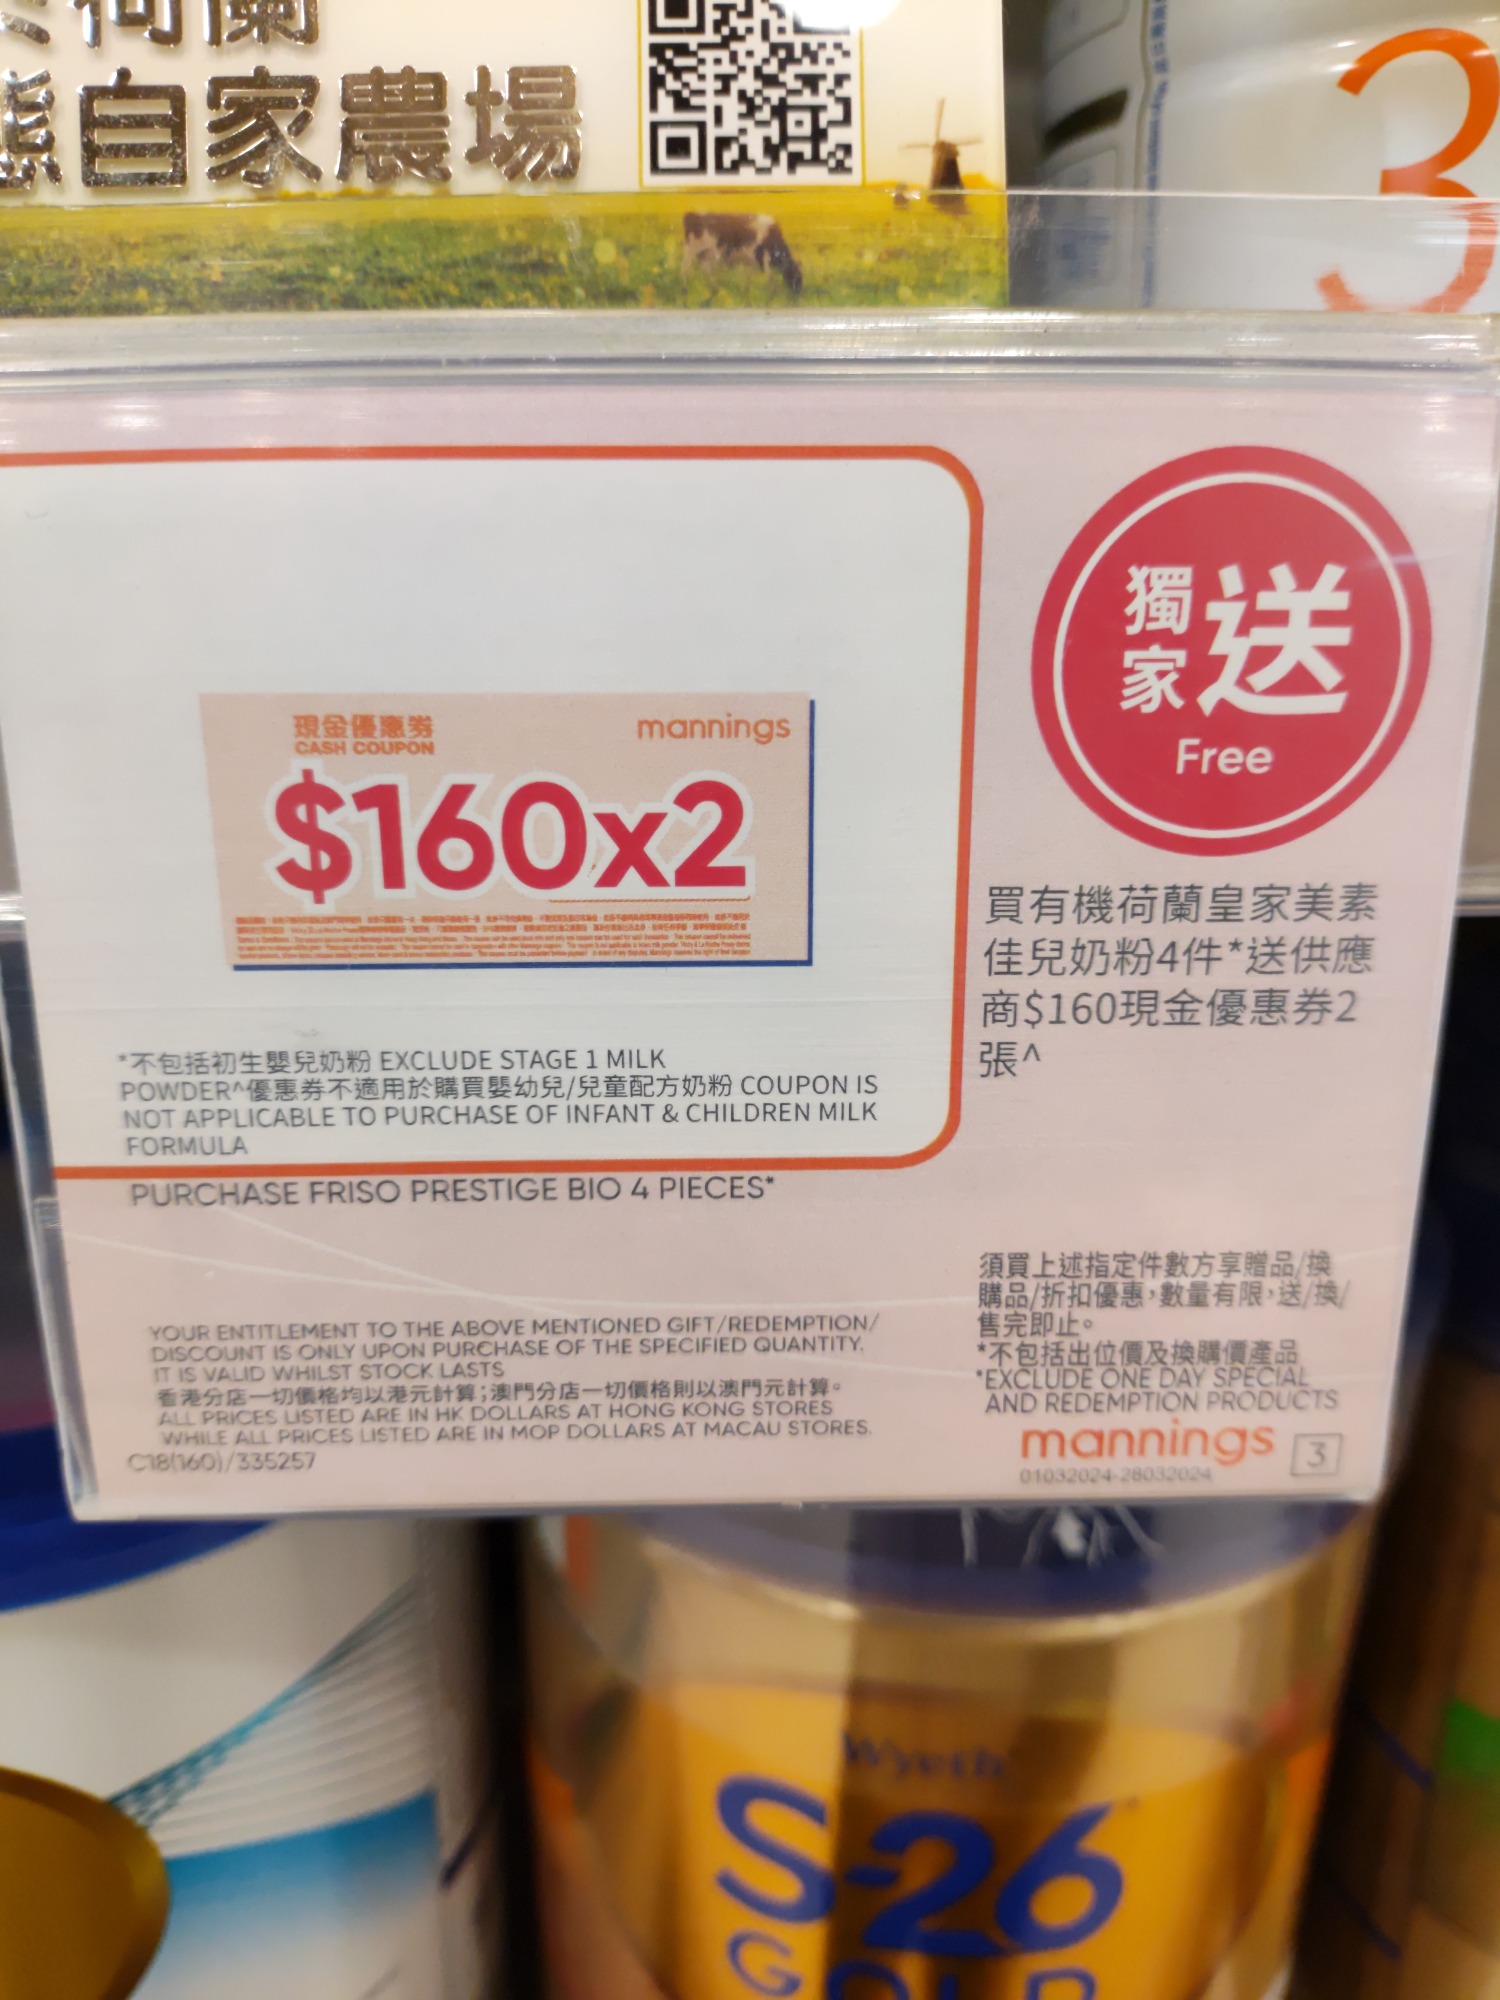 荷蘭
態自家農場
3
獨家送
Free
現金優惠券
CASH COUPON
mannings
$160x2
買有機荷蘭皇家美素
佳兒奶粉4件*送供應
商$160現金優惠券2
張^
*不包括初生嬰兒奶粉 EXCLUDE STAGE 1 MILK
POWDER^優惠券不適用於購買嬰幼兒/兒童配方奶粉 COUPON IS
NOT APPLICABLE TO PURCHASE OF INFANT & CHILDREN MILK
FORMULA
PURCHASE FRISO PRESTIGE BIO 4 PIECES*
須買上述指定件數方享贈品/換
購品/折扣優惠，數量有限，送/換/
售完即止。
*不包括出位價及換購價產品
*EXCLUDE ONE DAY SPECIAL
AND REDEMPTION PRODUCTS
YOUR ENTITLEMENT TO THE ABOVE MENTIONED GIFT/REDEMPTION/
DISCOUNT IS ONLY UPON PURCHASE OF THE SPECIFIED QUANTITY.
IT IS VALID WHILST STOCK LASTS
香港分店一切價格均以港元計算；澳門分店一切價格則以澳門元計算。
ALL PRICES LISTED ARE IN HK DOLLARS AT HONG KONG STORES
WHILE ALL PRICES LISTED ARE IN MOP DOLLARS AT MACAU STORES.
C18(160)/335257
mannings 3
01032024-28032024
Wyeth
S-26
GOLD